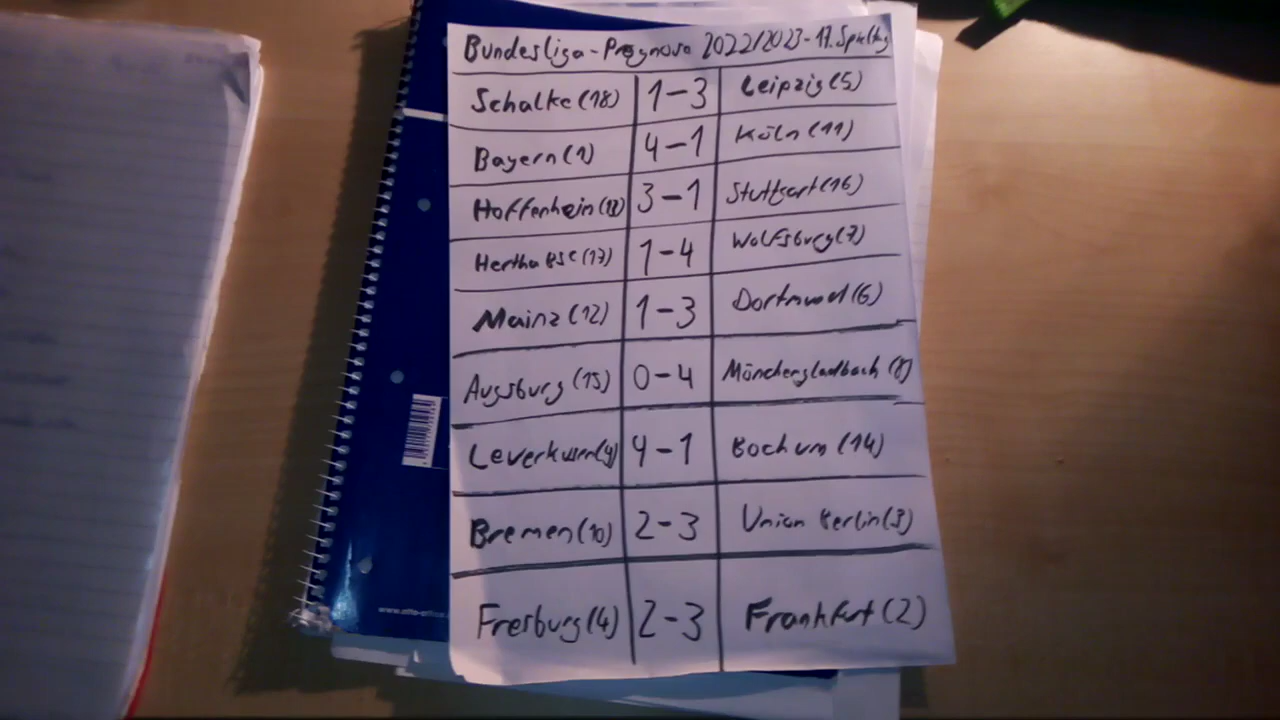 Bundesliga-Prognose 2022/2023-17. Spieltag
Schalke (18) 1-3 Leipzig (5)
Bayern (1) 4-1 Köln (11)
Hoffenheim 3-1 Stuttgart (16)
Hertha BSC (17) 1-4 Wolfsburg (7)
Mainz (12) 1-3 Dortmund (6)
Augsburg (15) 0-4 Mönchengladbach (8)
Leverkusen (9) 4-1 Bochum (14)
Bremen (10) 2-3 Union Berlin (3)
Freiburg (4) 2-3 Frankfurt (2)